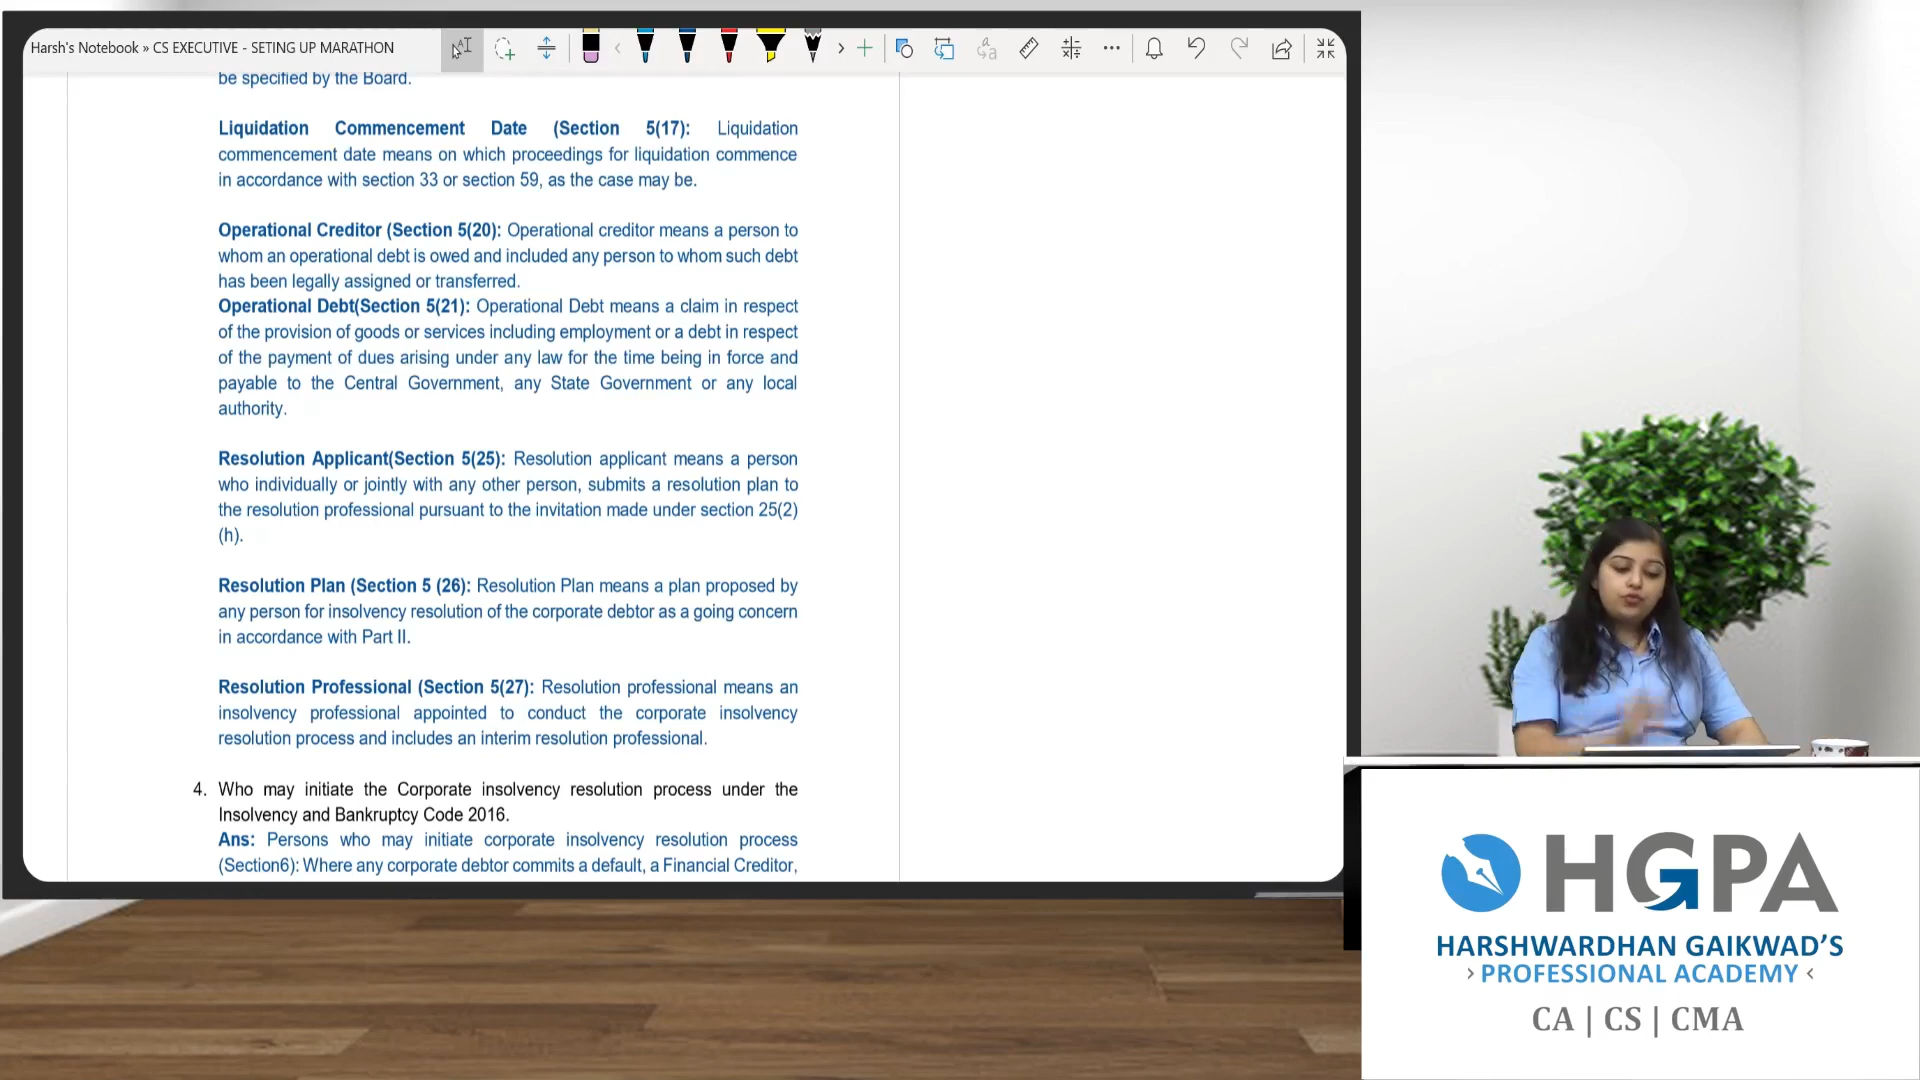 Harsh's Notebook » CS EXECUTIVE - SETING UP MARATHON
be specified by the Board.
Liquidation Commencement Date (Section 5(17): Liquidation
commencement date means on which proceedings for liquidation commence
in accordance with section 33 or section 59, as the case may be.
Operational Creditor (Section 5(20): Operational creditor means a person to
whom an operational debt is owed and included any person to whom such debt
has been legally assigned or transferred.
Operational Debt(Section 5(21): Operational Debt means a claim in respect
of the provision of goods or services including employment or a debt in respect
of the payment of dues arising under any law for the time being in force and
payable to the Central Government, any State Government or any local
authority.
Resolution Applicant(Section 5(25): Resolution applicant means a person
who individually or jointly with any other person, submits a resolution plan to
the resolution professional pursuant to the invitation made under section 25(2)
(h).
Resolution Plan (Section 5 (26): Resolution Plan means a plan proposed by
any person for insolvency resolution of the corporate debtor as a going concern
in accordance with Part II.
Resolution Professional (Section 5(27): Resolution professional means an
insolvency professional appointed to conduct the corporate insolvency
resolution process and includes an interim resolution professional.
4. Who may initiate the Corporate insolvency resolution process under the
Insolvency and Bankruptcy Code 2016.
Ans: Persons who may initiate corporate insolvency resolution process
(Section6): Where any corporate debtor commits a default, a Financial Creditor,
HGPA
HARSHWARDHAN GAIKWAD'S
› PROFESSIONAL ACADEMY ‹
CA | CS | CMA